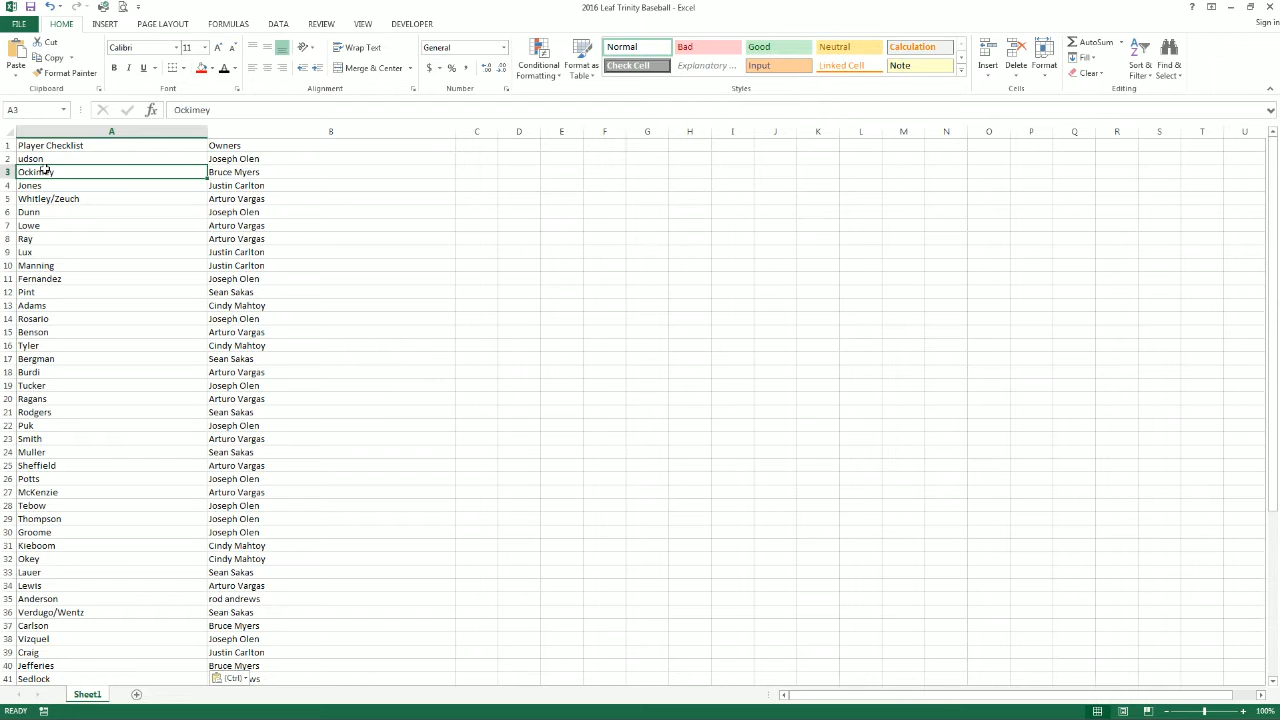 2016 Leaf Trinity Baseball - Excel
Sign in
FILE HOME INSERT PAGE LAYOUT FORMULAS DATA REVIEW VIEW DEVELOPER
Paste Cut Copy Format Painter
Calibri 11 Wrap Text Merge & Center General
Conditional Formatting Format as Table
Normal Bad Good Neutral Calculation
Check Cell Explanatory ... Input Linked Cell Note
Insert Delete Format AutoSum Fill Clear Sort & Filter Find & Select
Clipboard Font Alignment Number Styles Cells Editing
A3 fx Ockimey
A B C D E F G H I J K L M N O P Q R S T U
1 Player Checklist Owners
2 udson Joseph Olen
3 Ockimey Bruce Myers
4 Jones Justin Carlton
5 Whitley/Zeuch Arturo Vargas
6 Dunn Joseph Olen
7 Lowe Arturo Vargas
8 Ray Arturo Vargas
9 Lux Justin Carlton
10 Manning Justin Carlton
11 Fernandez Joseph Olen
12 Pint Sean Sakas
13 Adams Cindy Mahtoy
14 Rosario Joseph Olen
15 Benson Arturo Vargas
16 Tyler Cindy Mahtoy
17 Bergman Sean Sakas
18 Burdi Arturo Vargas
19 Tucker Joseph Olen
20 Ragans Arturo Vargas
21 Rodgers Sean Sakas
22 Puk Joseph Olen
23 Smith Arturo Vargas
24 Muller Sean Sakas
25 Sheffield Arturo Vargas
26 Potts Joseph Olen
27 McKenzie Arturo Vargas
28 Tebow Joseph Olen
29 Thompson Joseph Olen
30 Groome Joseph Olen
31 Kieboom Cindy Mahtoy
32 Okey Cindy Mahtoy
33 Lauer Sean Sakas
34 Lewis Arturo Vargas
35 Anderson rod andrews
36 Verdugo/Wentz Sean Sakas
37 Carlson Bruce Myers
38 Vizquel Joseph Olen
39 Craig Justin Carlton
40 Jefferies Bruce Myers
41 Sedlock (Ctrl) ws
Sheet1
READY 100%